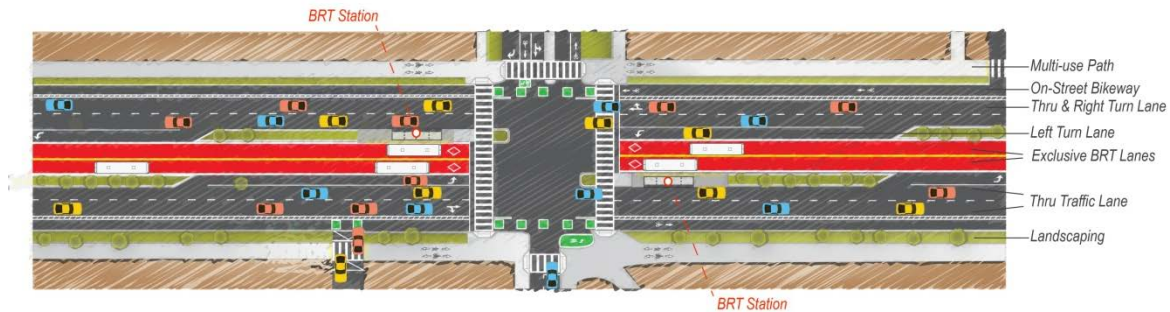 BRT Station
Multi-use Path
On-Street Bikeway
Thru & Right Turn Lane
Left Turn Lane
Exclusive BRT Lanes
Thru Traffic Lane
Landscaping
BRT Station